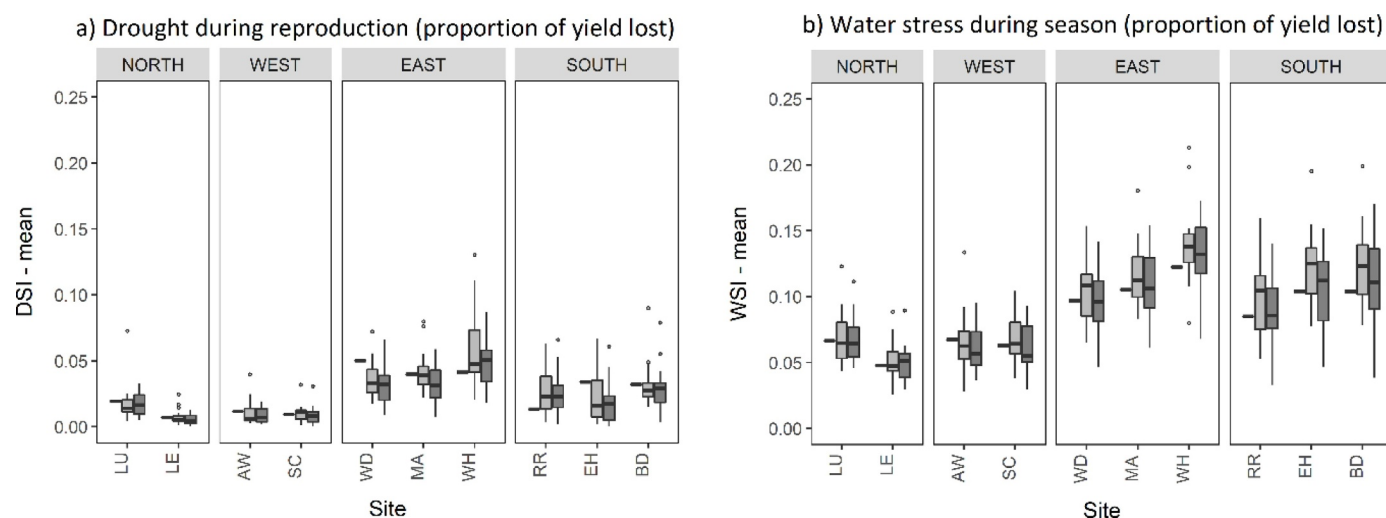 a) Drought during reproduction (proportion of yield lost)
NORTH WEST EAST SOUTH
0.25
0.20
0.15
0.10
0.05
0.00
DSI - mean
LU LE AW SC WD MA WH RR EH BD
Site
b) Water stress during season (proportion of yield lost)
NORTH WEST EAST SOUTH
0.25
0.20
0.15
0.10
0.05
0.00
WSI - mean
LU LE AW SC WD MA WH RR EH BD
Site